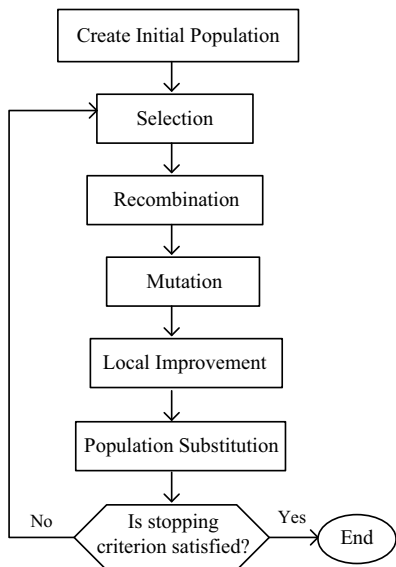 Create Initial Population
Selection
Recombination
Mutation
Local Improvement
Population Substitution
Is stopping
criterion satisfied?
No
Yes
End